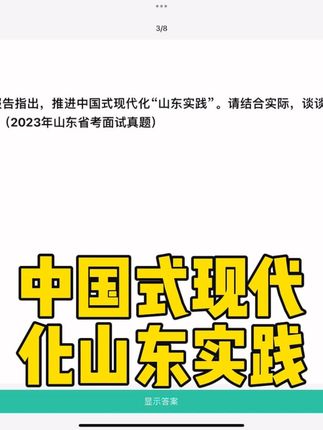 3/8
报告指出，推进中国式现代化“山东实践”。请结合实际，谈谈
（2023年山东省考面试真题）
中国式现代
化山东实践
显示答案